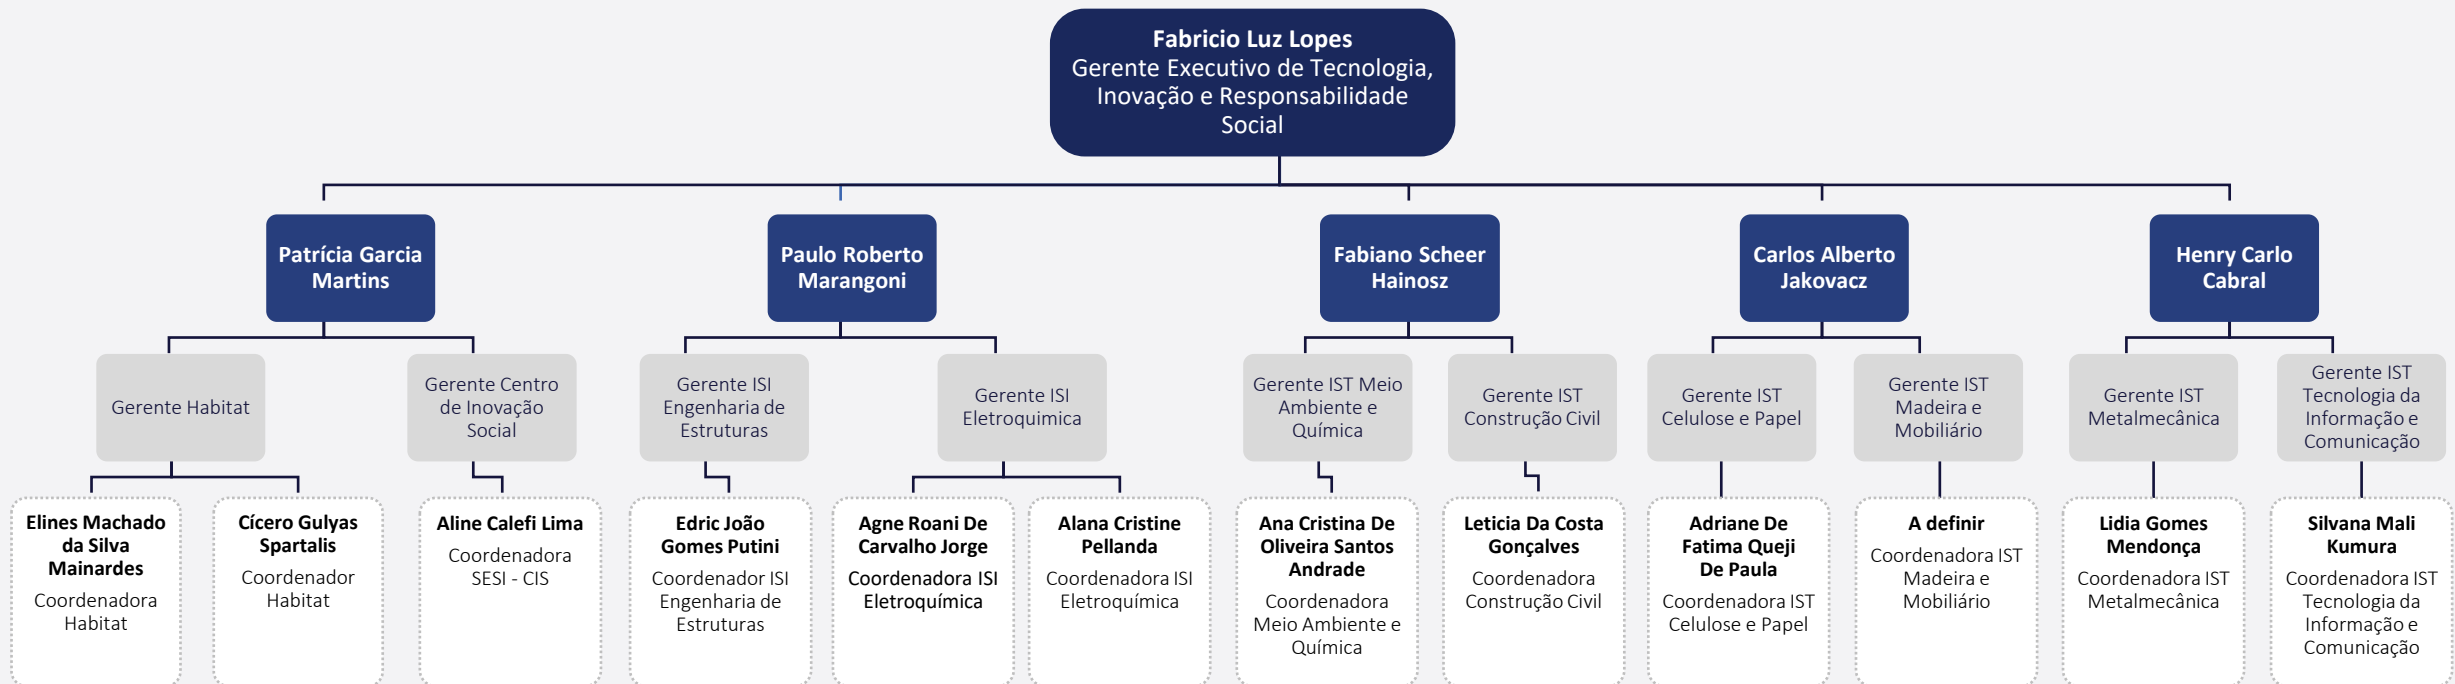 Fabricio Luz Lopes
Gerente Executivo de Tecnologia,
Inovação e Responsabilidade
Social
Patrícia Garcia
Martins
Paulo Roberto
Marangoni
Fabiano Scheer
Hainosz
Carlos Alberto
Jakovacz
Henry Carlo
Cabral
Gerente Habitat
Gerente Centro
de Inovação
Social
Gerente ISI
Engenharia de
Estruturas
Gerente ISI
Eletroquimica
Gerente IST Meio
Ambiente e
Química
Gerente IST
Construção Civil
Gerente IST
Celulose e Papel
Gerente IST
Madeira e
Mobiliário
Gerente IST
Metalmecânica
Gerente IST
Tecnologia da
Informação e
Comunicação
Elines Machado
da Silva
Mainardes
Coordenadora
Habitat
Cícero Gulyas
Spartalis
Coordenador
Habitat
Aline Calefi Lima
Coordenadora
SESI - CIS
Edric João
Gomes Putini
Coordenador ISI
Engenharia de
Estruturas
Agne Roani De
Carvalho Jorge
Coordenadora ISI
Eletroquímica
Alana Cristine
Pellanda
Coordenadora ISI
Eletroquímica
Ana Cristina De
Oliveira Santos
Andrade
Coordenadora
Meio Ambiente e
Química
Leticia Da Costa
Gonçalves
Coordenadora
Construção Civil
Adriane De
Fatima Queji
De Paula
Coordenadora IST
Celulose e Papel
A definir
Coordenadora IST
Madeira e
Mobiliário
Lidia Gomes
Mendonça
Coordenadora IST
Metalmecânica
Silvana Mali
Kumura
Coordenadora IST
Tecnologia da
Informação e
Comunicação